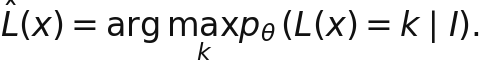 L̂(x) = arg max_k p_θ (L(x) = k | I).